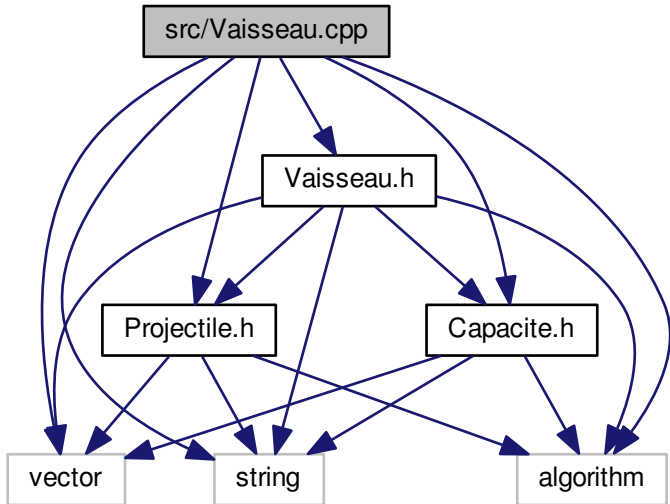 src/Vaisseau.cpp
Vaisseau.h
Projectile.h
Capacite.h
vector
string
algorithm